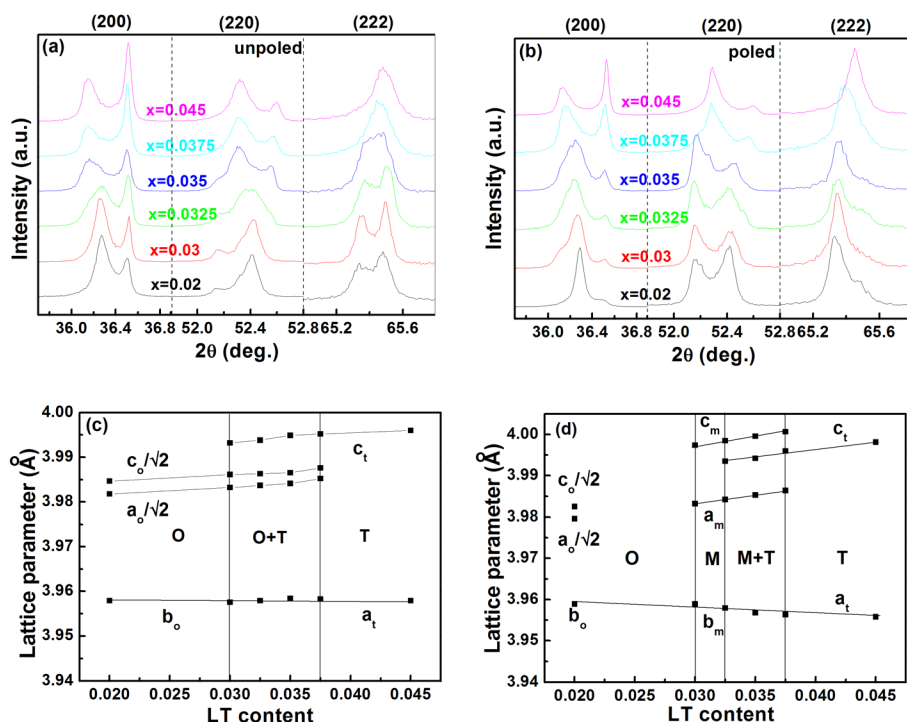 (200) (220) (222)
(a) unpoled
x=0.045
x=0.0375
x=0.035
x=0.0325
x=0.03
x=0.02
Intensity (a.u.)
36.0 36.4 36.8 52.0 52.4 52.8 65.2 65.6
2θ (deg.)
(200) (220) (222)
(b) poled
x=0.045
x=0.0375
x=0.035
x=0.0325
x=0.03
x=0.02
Intensity (a.u.)
36.0 36.4 36.8 52.0 52.4 52.8 65.2 65.6
2θ (deg.)
(c)
4.00
3.99
3.98
3.97
3.96
3.95
3.94
Lattice parameter (Å)
c_t
c_o/√2
a_o/√2
O O+T T
b_o a_t
0.020 0.025 0.030 0.035 0.040 0.045
LT content
(d)
4.00
3.99
3.98
3.97
3.96
3.95
3.94
Lattice parameter (Å)
c_m c_t
c_o/√2
a_m
a_o/√2
O M M+T T
a_t
b_o b_m
0.020 0.025 0.030 0.035 0.040 0.045
LT content